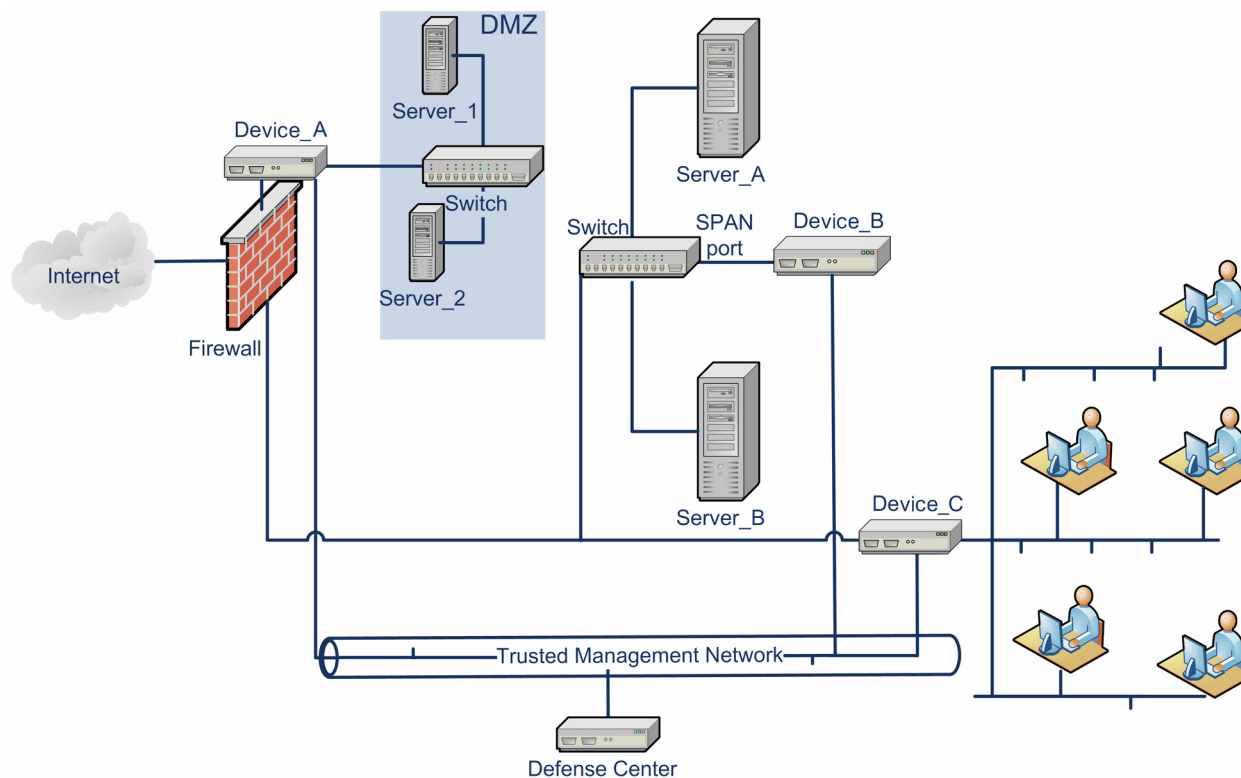 DMZ
Server_1
Device_A
Server_A
Switch
Switch
SPAN
port
Device_B
Internet
Server_2
Firewall
Server_B
Device_C
Trusted Management Network
Defense Center